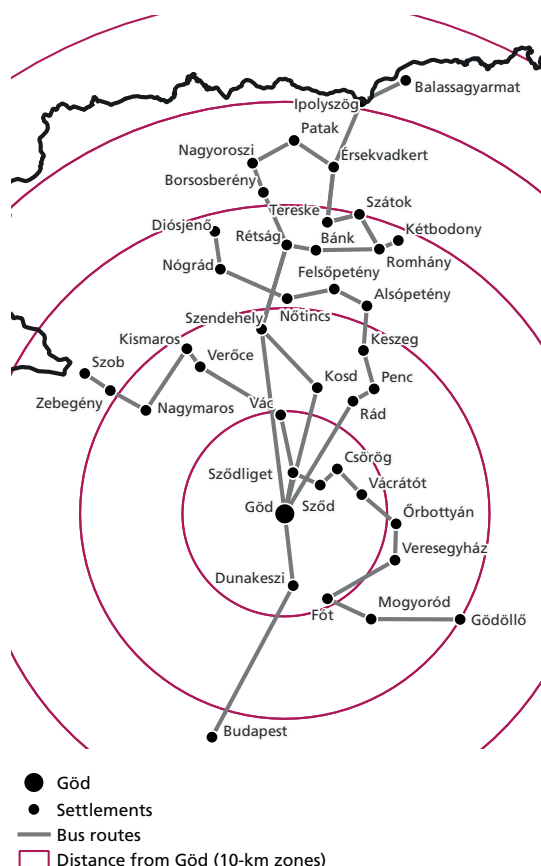 Balassagyarmat
Ipolyszög
Patak
Nagyoroszi
Érsekvadkert
Borsosberény
Tereske
Szátok
Diósjenő
Rétság
Bánk
Kétbodony
Romhány
Nógrád
Felsőpetény
Nőtincs
Alsópetény
Szendehely
Kismaros
Keszeg
Szob
Verőce
Kosd
Penc
Zebegény
Nagymaros
Vác
Rád
Csörög
Sződliget
Vácrátót
Göd
Sződ
Őrbottyán
Veresegyház
Dunakeszi
Fót
Mogyoród
Gödöllő
Budapest
Göd
Settlements
Bus routes
Distance from Göd (10-km zones)